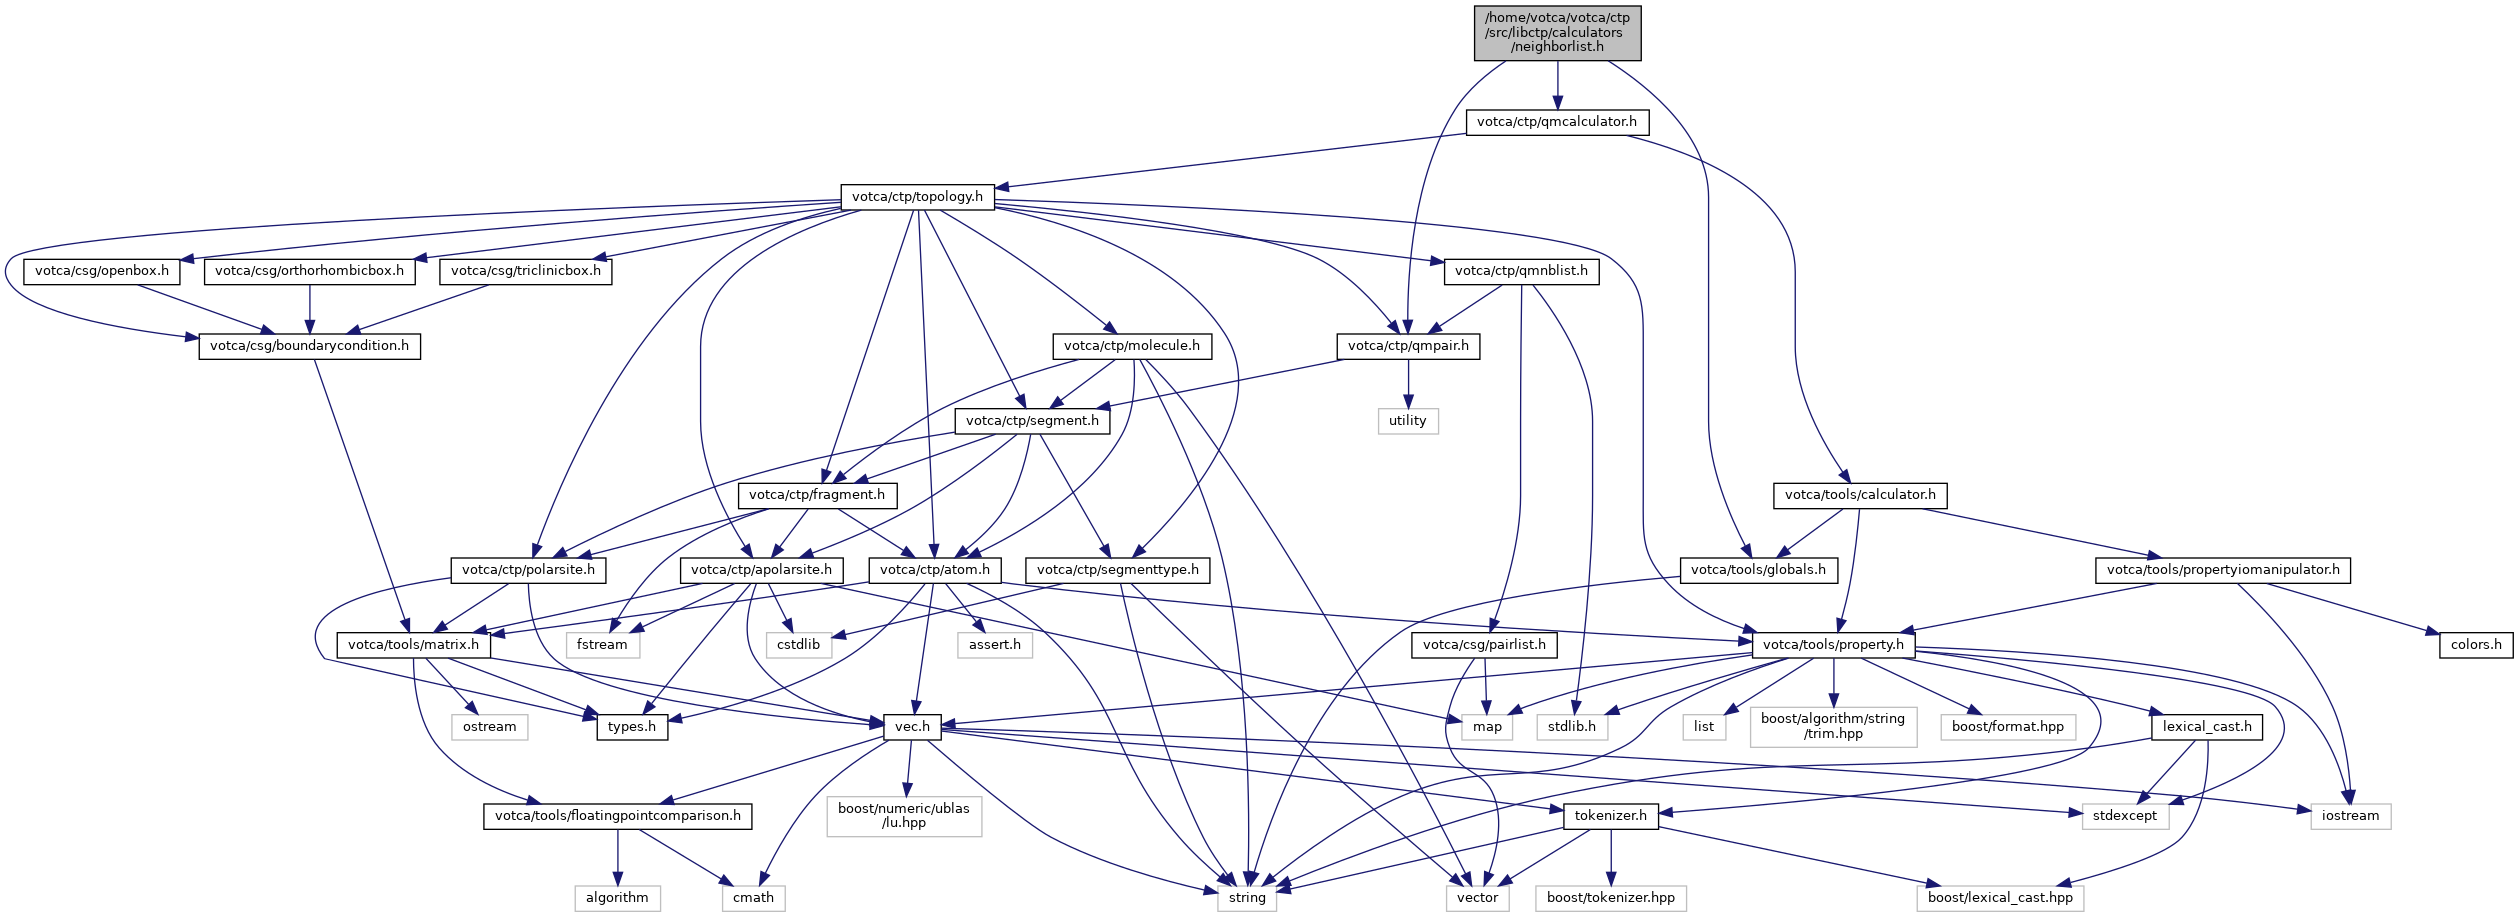 /home/votca/votca/ctp
/src/libctp/calculators
/neighborlist.h
votca/ctp/qmcalculator.h
votca/ctp/topology.h
votca/csg/openbox.h
votca/csg/orthorhombicbox.h
votca/csg/triclinicbox.h
votca/ctp/qmnblist.h
votca/csg/boundarycondition.h
votca/ctp/molecule.h
votca/ctp/qmpair.h
votca/ctp/segment.h
utility
votca/ctp/fragment.h
votca/tools/calculator.h
votca/ctp/polarsite.h
votca/ctp/apolarsite.h
votca/ctp/atom.h
votca/ctp/segmenttype.h
votca/tools/globals.h
votca/tools/propertyiomanipulator.h
votca/tools/matrix.h
fstream
cstdlib
assert.h
votca/csg/pairlist.h
votca/tools/property.h
colors.h
ostream
types.h
vec.h
map
stdlib.h
list
boost/algorithm/string
/trim.hpp
boost/format.hpp
lexical_cast.h
votca/tools/floatingpointcomparison.h
boost/numeric/ublas
/lu.hpp
tokenizer.h
stdexcept
iostream
algorithm
cmath
string
vector
boost/tokenizer.hpp
boost/lexical_cast.hpp